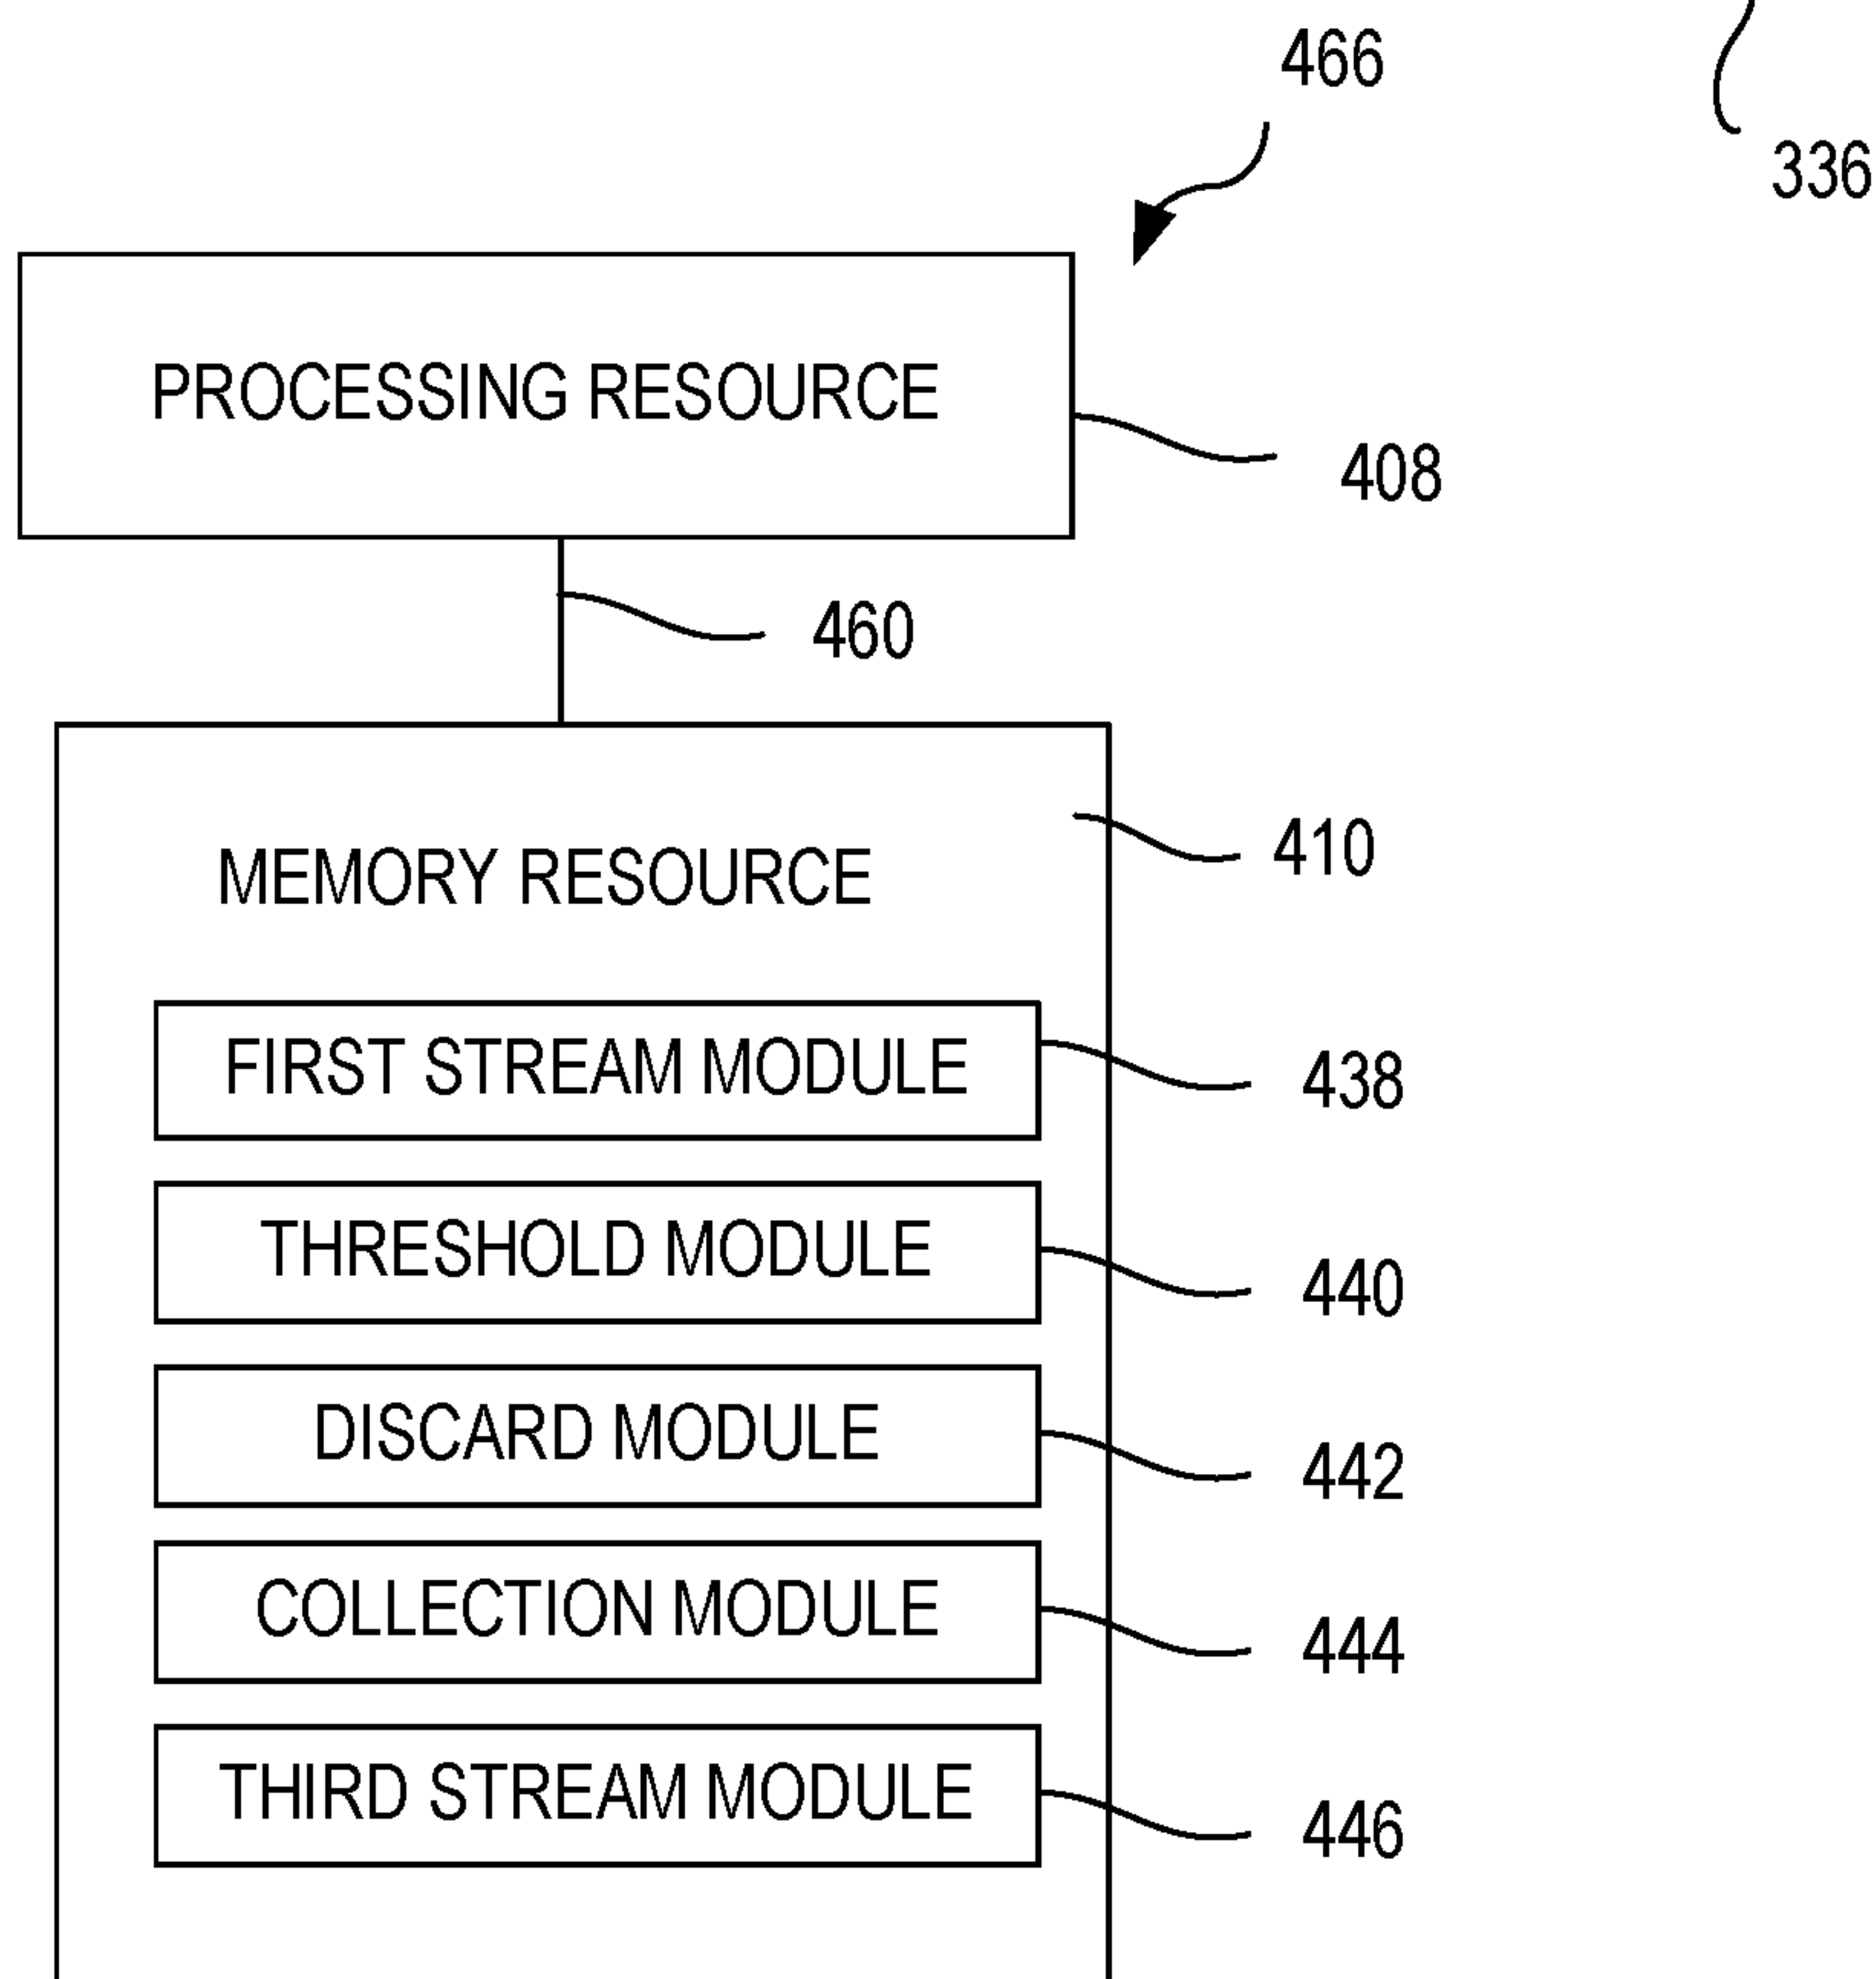 466
336
PROCESSING RESOURCE
408
460
MEMORY RESOURCE
410
FIRST STREAM MODULE
438
THRESHOLD MODULE
440
DISCARD MODULE
442
COLLECTION MODULE
444
THIRD STREAM MODULE
446